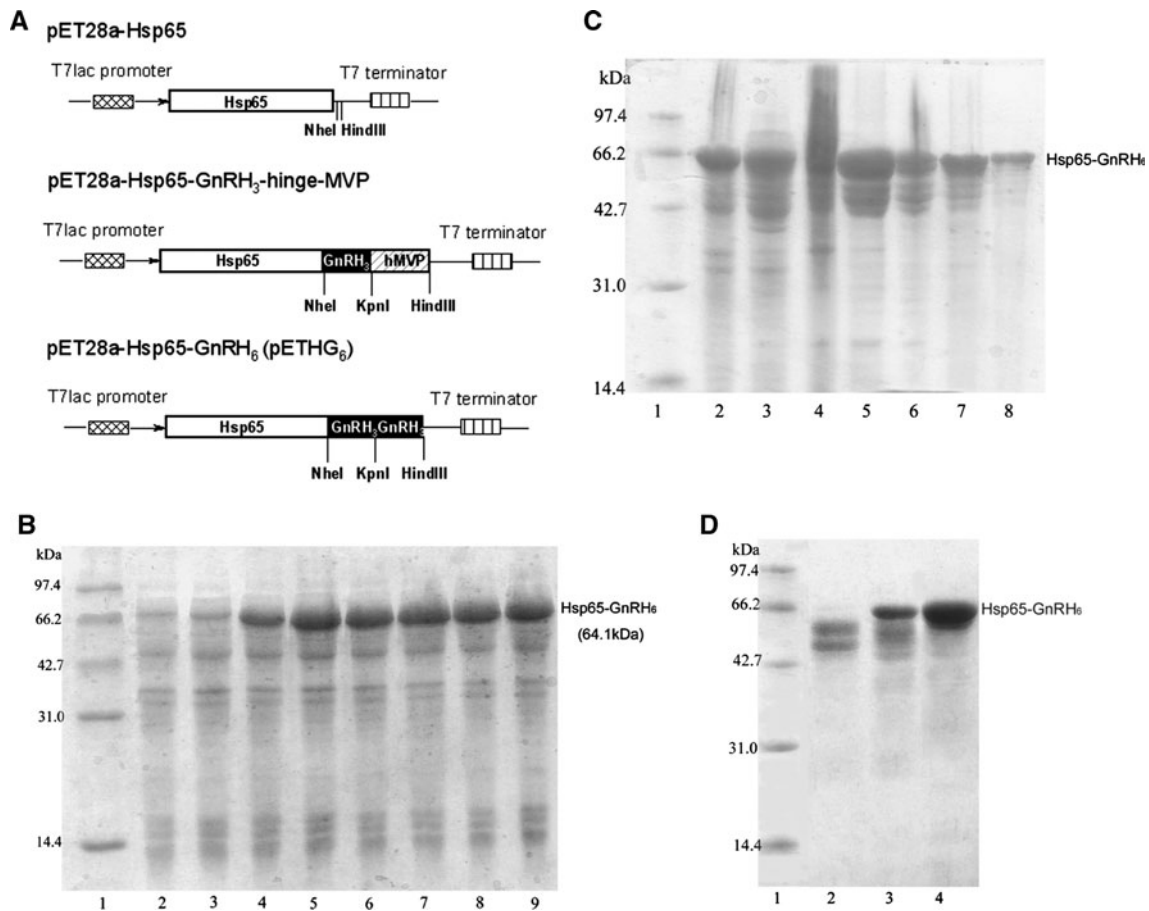 A
pET28a-Hsp65
T7lac promoter
T7 terminator
Hsp65
NheI HindIII
pET28a-Hsp65-GnRH₃-hinge-MVP
T7lac promoter
T7 terminator
Hsp65
GnRH₃
hMVP
NheI
KpnI
HindIII
pET28a-Hsp65-GnRH₆ (pETHG₆)
T7lac promoter
T7 terminator
Hsp65
GnRH₃GnRH₃
NheI
KpnI
HindIII
B
kDa
97.4
66.2
42.7
31.0
14.4
Hsp65-GnRH₆
(64.1kDa)
1 2 3 4 5 6 7 8 9
C
kDa
97.4
66.2
42.7
31.0
14.4
Hsp65-GnRH₆
1 2 3 4 5 6 7 8
D
kDa
97.4
66.2
42.7
31.0
14.4
Hsp65-GnRH₆
1 2 3 4